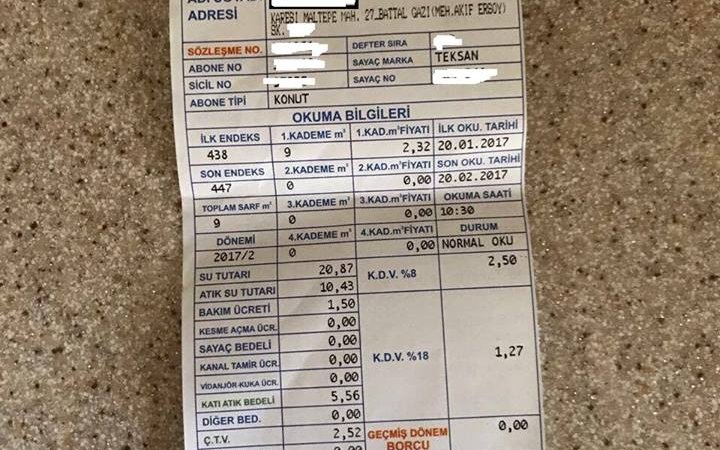 ADRESİ KARESİ MALTEPE MAH. 27_BATTAL GAZİ(MEH.AKIF ERSOY)
SK.
SÖZLEŞME NO. DEFTER SIRA
ABONE NO SAYAÇ MARKA TEKSAN
SİCİL NO SAYAÇ NO
ABONE TİPİ KONUT
OKUMA BİLGİLERİ
İLK ENDEKS 1.KADEME m³ 1.KAD.m³FİYATI İLK OKU. TARİHİ
438 9 2,32 20.01.2017
SON ENDEKS 2.KADEME m³ 2.KAD.m³FİYATI SON OKU. TARİHİ
447 0 0,00 20.02.2017
TOPLAM SARF m³ 3.KADEME m³ 3.KAD.m³FİYATI OKUMA SAATİ
9 0 0,00 10:30
DÖNEMİ 4.KADEME m³ 4.KAD.m³FİYATI DURUM
2017/2 0 0,00 NORMAL OKU
SU TUTARI 20,87 K.D.V. %8 2,50
ATIK SU TUTARI 10,43
BAKIM ÜCRETİ 1,50
KESME AÇMA ÜCR. 0,00
SAYAÇ BEDELİ 0,00
KANAL TAMİR ÜCR. 0,00 K.D.V. %18 1,27
VİDANJÖR-KUKA ÜCR. 0,00
KATI ATIK BEDELİ 5,56
DİĞER BED. 0,00
Ç.T.V. 2,52 GEÇMİŞ DÖNEM 0,00
BORCU